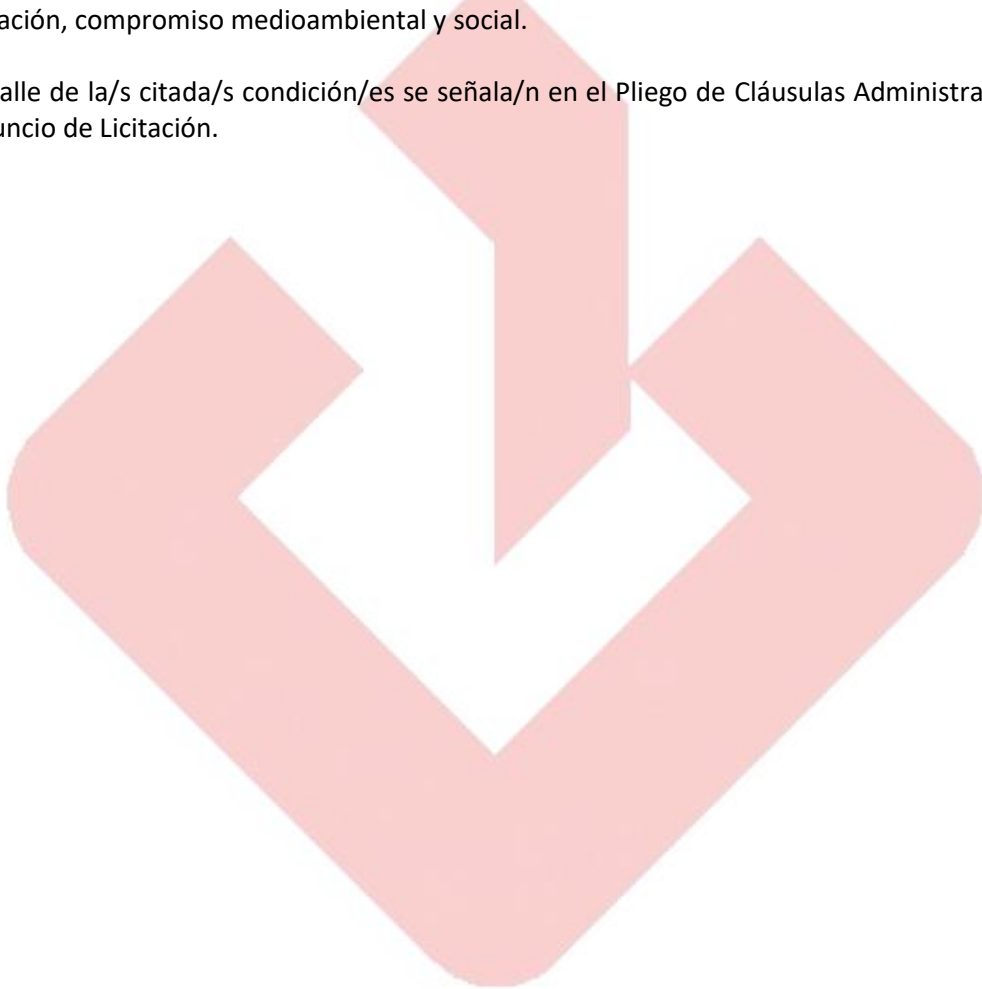 ación, compromiso medioambiental y social.
alle de la/s citada/s condición/es se señala/n en el Pliego de Cláusulas Administra
uncio de Licitación.